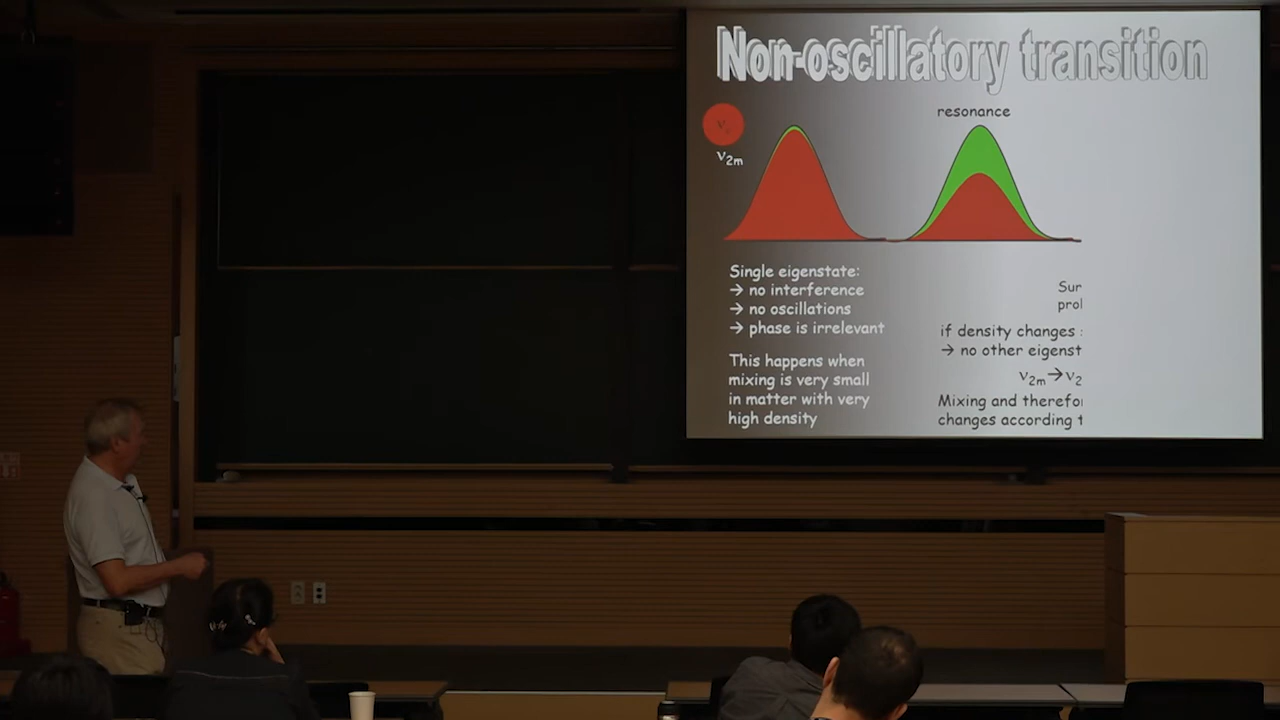 Non-oscillatory transition
resonance
νe
ν2m
Single eigenstate:
→ no interference
→ no oscillations
→ phase is irrelevant
This happens when
mixing is very small
in matter with very
high density
Sur
prol
if density changes :
→ no other eigenst
ν2m→ν2
Mixing and therefor
changes according t